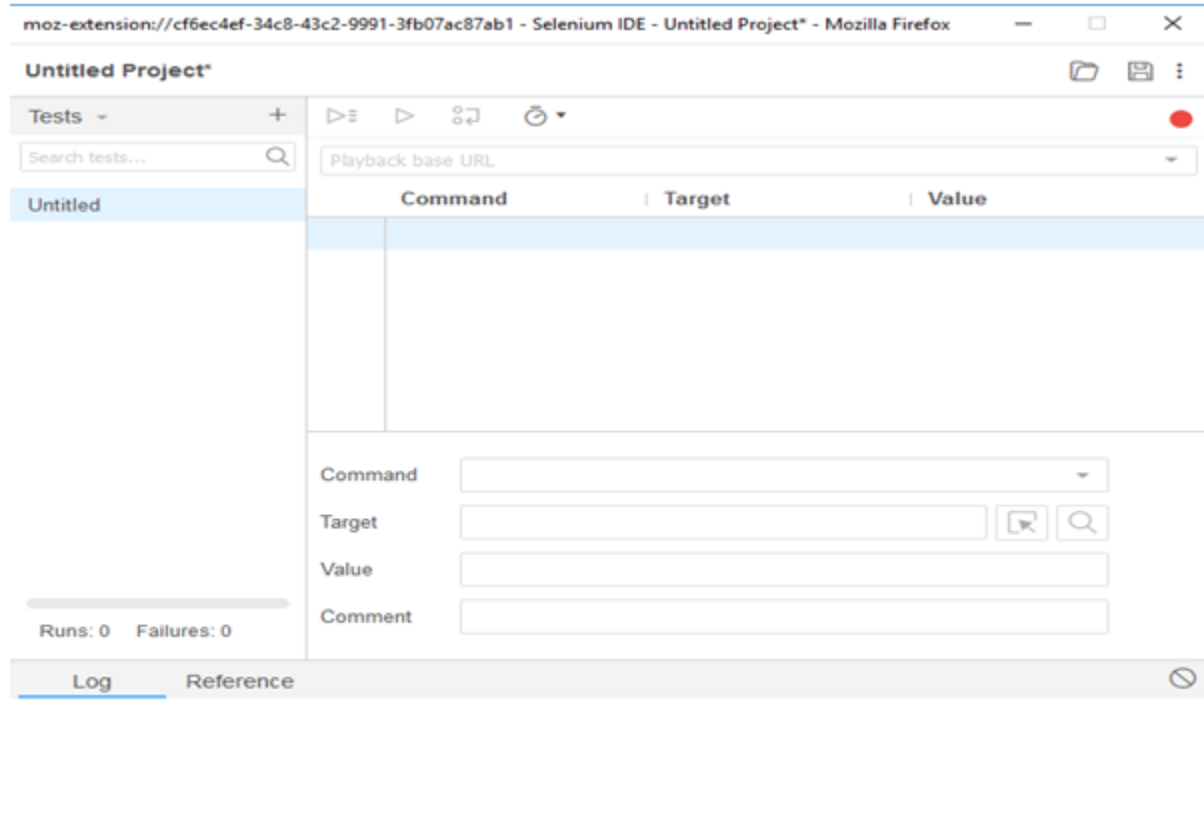 moz-extension://cf6ec4ef-34c8-43c2-9991-3fb07ac87ab1 - Selenium IDE - Untitled Project* - Mozilla Firefox
Untitled Project*
Tests
Search tests...
Untitled
Runs: 0 Failures: 0
Playback base URL
Command Target Value
Command
Target
Value
Comment
Log Reference